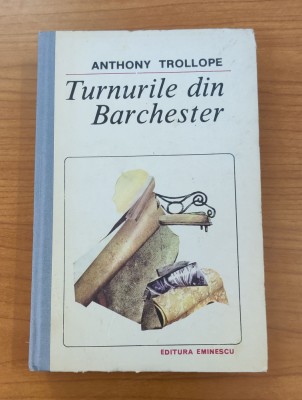 ANTHONY TROLLOPE
Turnurile din
Barchester
EDITURA EMINESCU